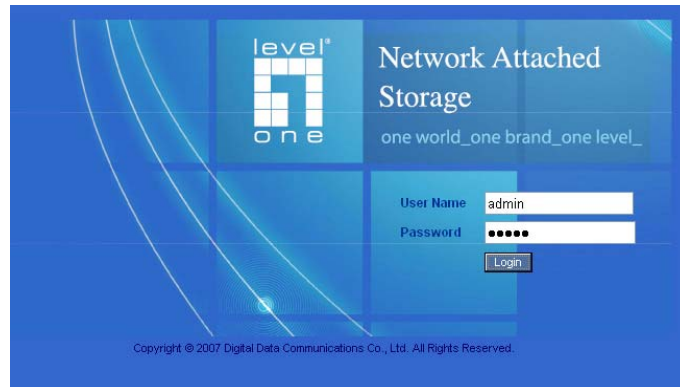 level®
one
Network Attached
Storage
one world_one brand_one level_
User Name admin
Password ●●●●●
Login
Copyright © 2007 Digital Data Communications Co., Ltd. All Rights Reserved.